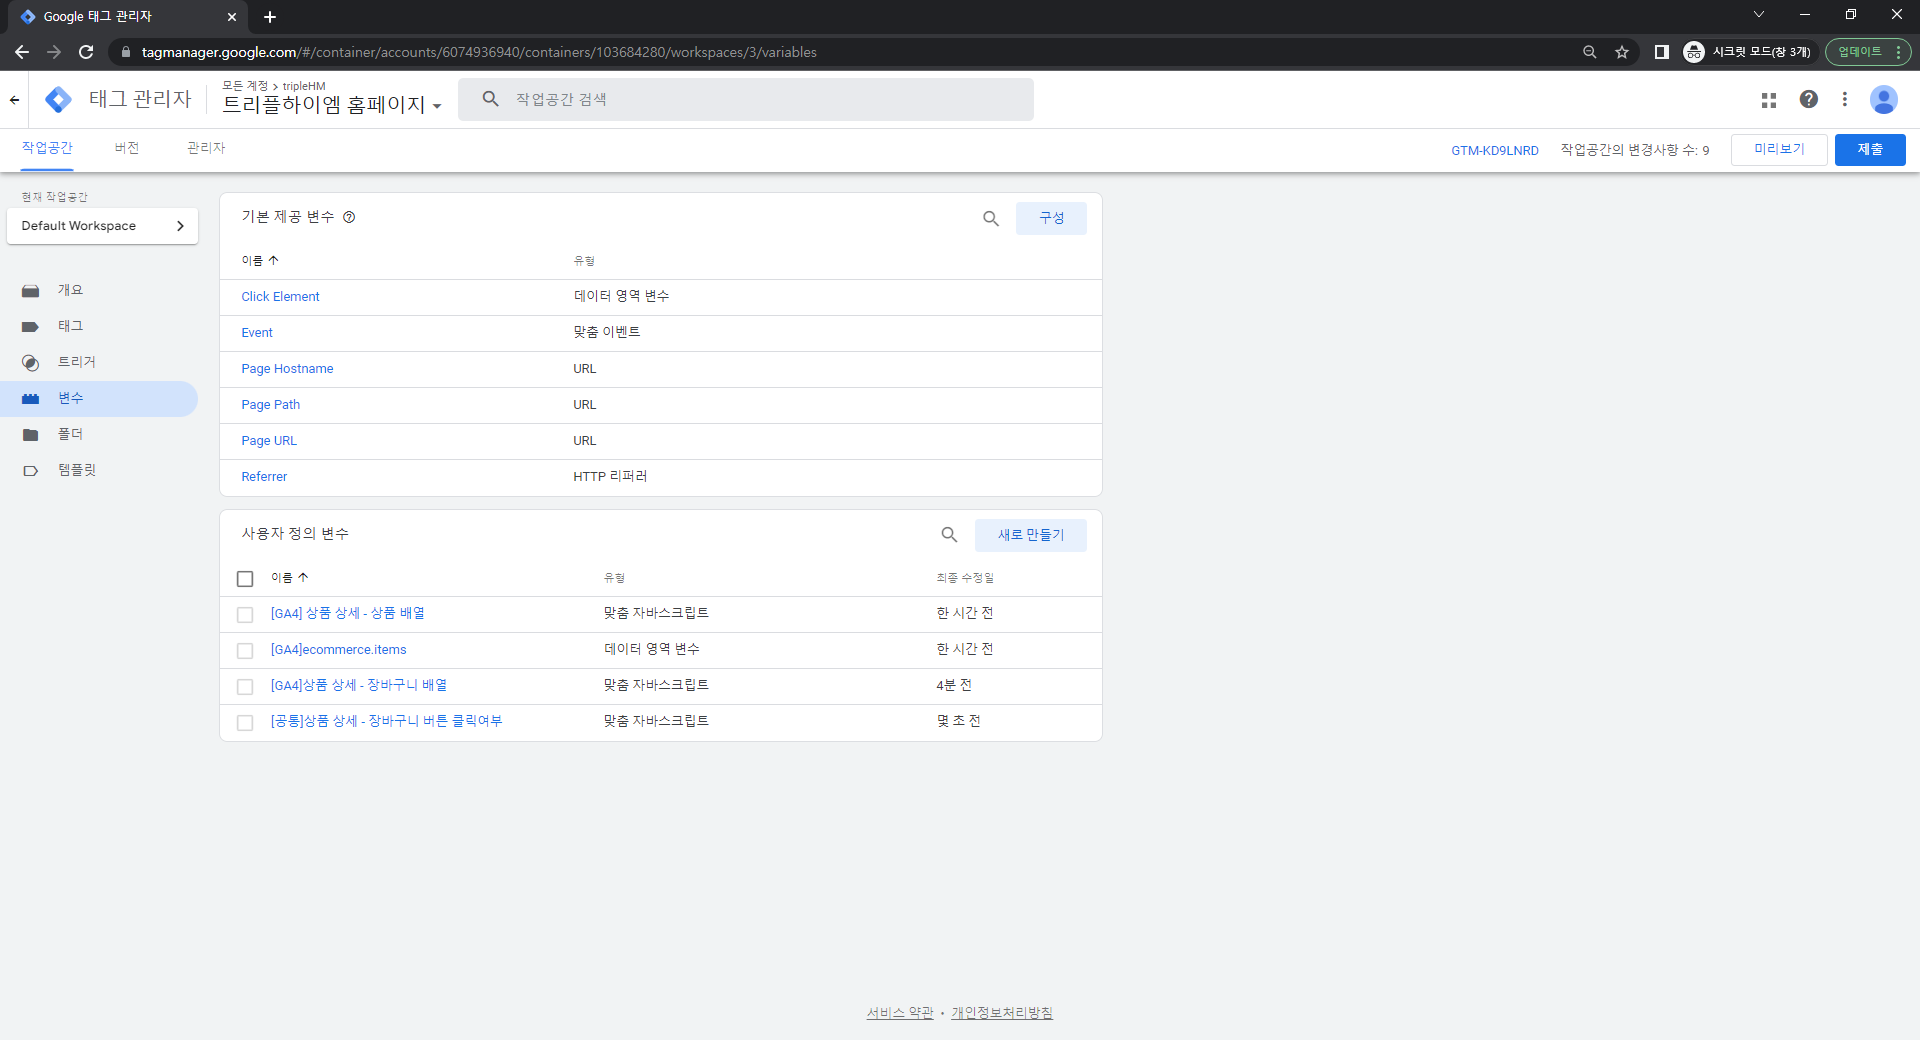 Google 태그 관리자
tagmanager.google.com/#/container/accounts/6074936940/containers/103684280/workspaces/3/variables
시크릿 모드(창 3개)
업데이트
태그 관리자
모든 계정 > tripleHM
트리플하이엠 홈페이지
작업공간 검색
작업공간 버전 관리자
GTM-KD9LNRD 작업공간의 변경사항 수: 9 미리보기 제출
현재 작업공간
Default Workspace
개요
태그
트리거
변수
폴더
템플릿
기본 제공 변수
구성
이름 유형
Click Element 데이터 영역 변수
Event 맞춤 이벤트
Page Hostname URL
Page Path URL
Page URL URL
Referrer HTTP 리퍼러
사용자 정의 변수
새로 만들기
이름 유형 최종 수정일
[GA4] 상품 상세 - 상품 배열 맞춤 자바스크립트 한 시간 전
[GA4]ecommerce.items 데이터 영역 변수 한 시간 전
[GA4]상품 상세 - 장바구니 배열 맞춤 자바스크립트 4분 전
[공통]상품 상세 - 장바구니 버튼 클릭여부 맞춤 자바스크립트 몇 초 전
서비스 약관 · 개인정보처리방침